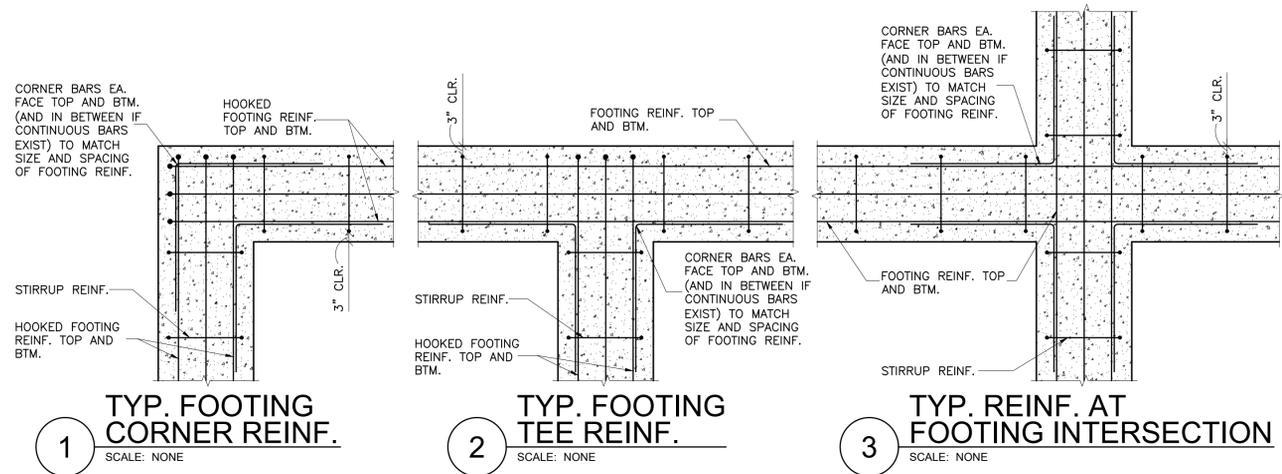 CORNER BARS EA.
FACE TOP AND BTM.
(AND IN BETWEEN IF
CONTINUOUS BARS
EXIST) TO MATCH
SIZE AND SPACING
OF FOOTING REINF.
HOOKED
FOOTING REINF.
TOP AND BTM.
3" CLR.
STIRRUP REINF.
HOOKED FOOTING
REINF. TOP AND
BTM.
1
TYP. FOOTING
CORNER REINF.
SCALE: NONE
3" CLR.
FOOTING REINF. TOP
AND BTM.
CORNER BARS EA.
FACE TOP AND BTM.
(AND IN BETWEEN IF
CONTINUOUS BARS
EXIST) TO MATCH
SIZE AND SPACING
OF FOOTING REINF.
STIRRUP REINF.
HOOKED FOOTING
REINF. TOP AND
BTM.
2
TYP. FOOTING
TEE REINF.
SCALE: NONE
CORNER BARS EA.
FACE TOP AND BTM.
(AND IN BETWEEN IF
CONTINUOUS BARS
EXIST) TO MATCH
SIZE AND SPACING
OF FOOTING REINF.
3" CLR.
FOOTING REINF. TOP
AND BTM.
STIRRUP REINF.
3
TYP. REINF. AT
FOOTING INTERSECTION
SCALE: NONE